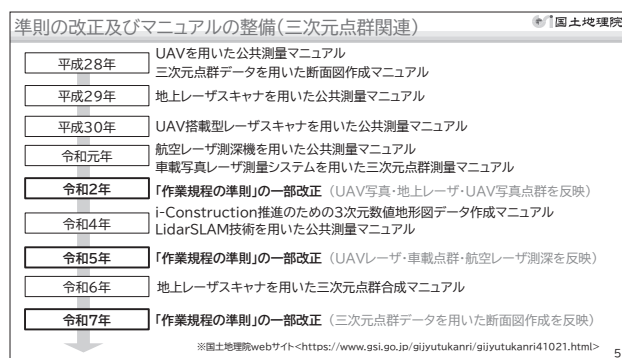 準則の改正及びマニュアルの整備(三次元点群関連)
国土地理院
平成28年
UAVを用いた公共測量マニュアル
三次元点群データを用いた断面図作成マニュアル
平成29年
地上レーザスキャナを用いた公共測量マニュアル
平成30年
UAV搭載型レーザスキャナを用いた公共測量マニュアル
令和元年
航空レーザ測深機を用いた公共測量マニュアル
車載写真レーザ測量システムを用いた三次元点群測量マニュアル
令和2年
「作業規程の準則」の一部改正(UAV写真・地上レーザ・UAV写真点群を反映)
令和4年
i-Construction推進のための3次元数値地形図データ作成マニュアル
LidarSLAM技術を用いた公共測量マニュアル
令和5年
「作業規程の準則」の一部改正(UAVレーザ・車載点群・航空レーザ測深を反映)
令和6年
地上レーザスキャナを用いた三次元点群合成マニュアル
令和7年
「作業規程の準則」の一部改正(三次元点群データを用いた断面図作成を反映)
※国土地理院webサイト<https://www.gsi.go.jp/gijyutukanri/gijyutukanri41021.html>
5